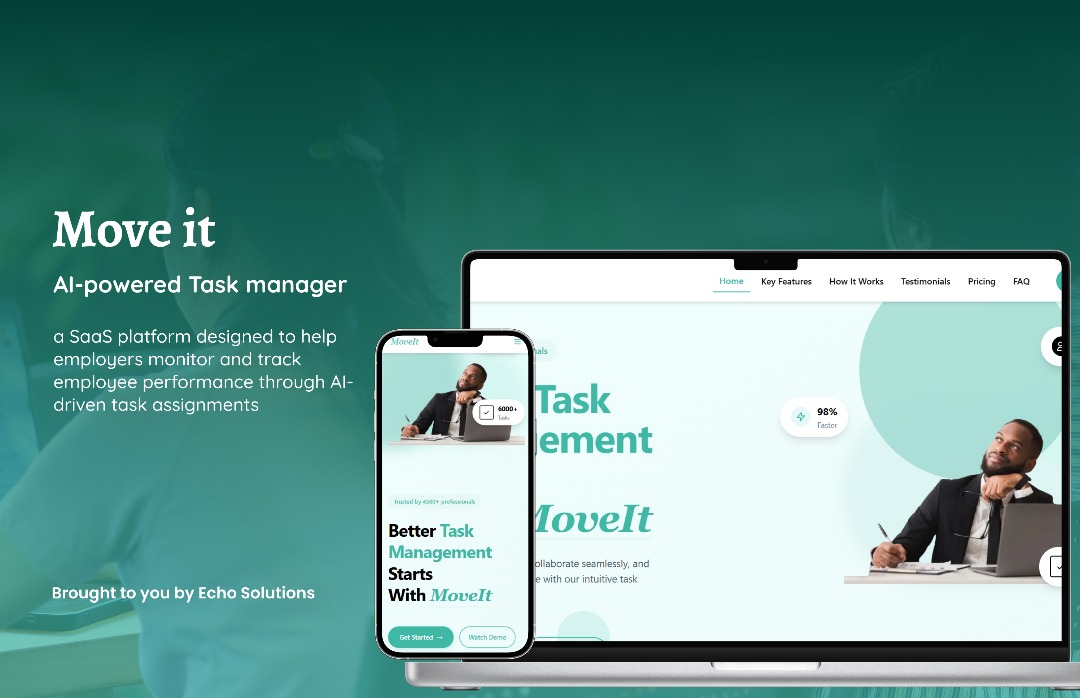 Move it
AI-powered Task manager
a SaaS platform designed to help
employers monitor and track
employee performance through AI-
driven task assignments
Brought to you by Echo Solutions
MoveIt
6000+
Tasks
Trusted by 4500+ professionals
Better Task
Management
Starts
With MoveIt
Get Started →
Watch Demo
Home Key Features How It Works Testimonials Pricing FAQ
nals
Task
ement
MoveIt
ollaborate seamlessly, and
e with our intuitive task
98%
Faster